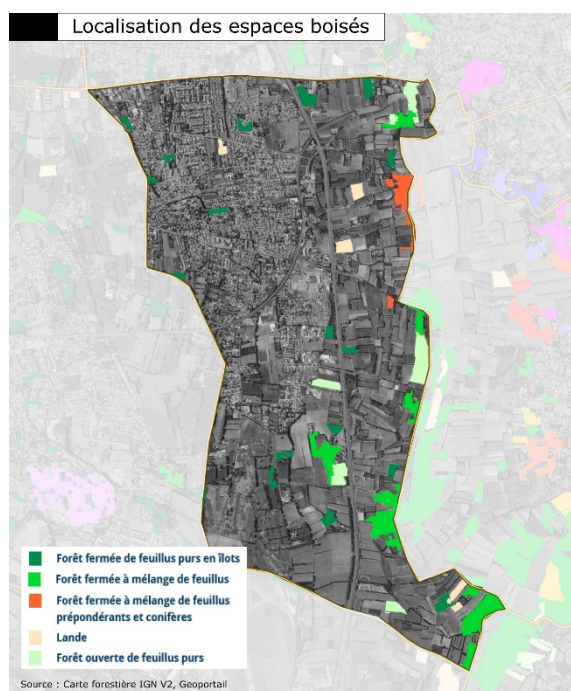 Localisation des espaces boisés
Forêt fermée de feuillus purs en îlots
Forêt fermée à mélange de feuillus
Forêt fermée à mélange de feuillus
prépondérants et conifères
Lande
Forêt ouverte de feuillus purs
Source : Carte forestière IGN V2, Geoportail